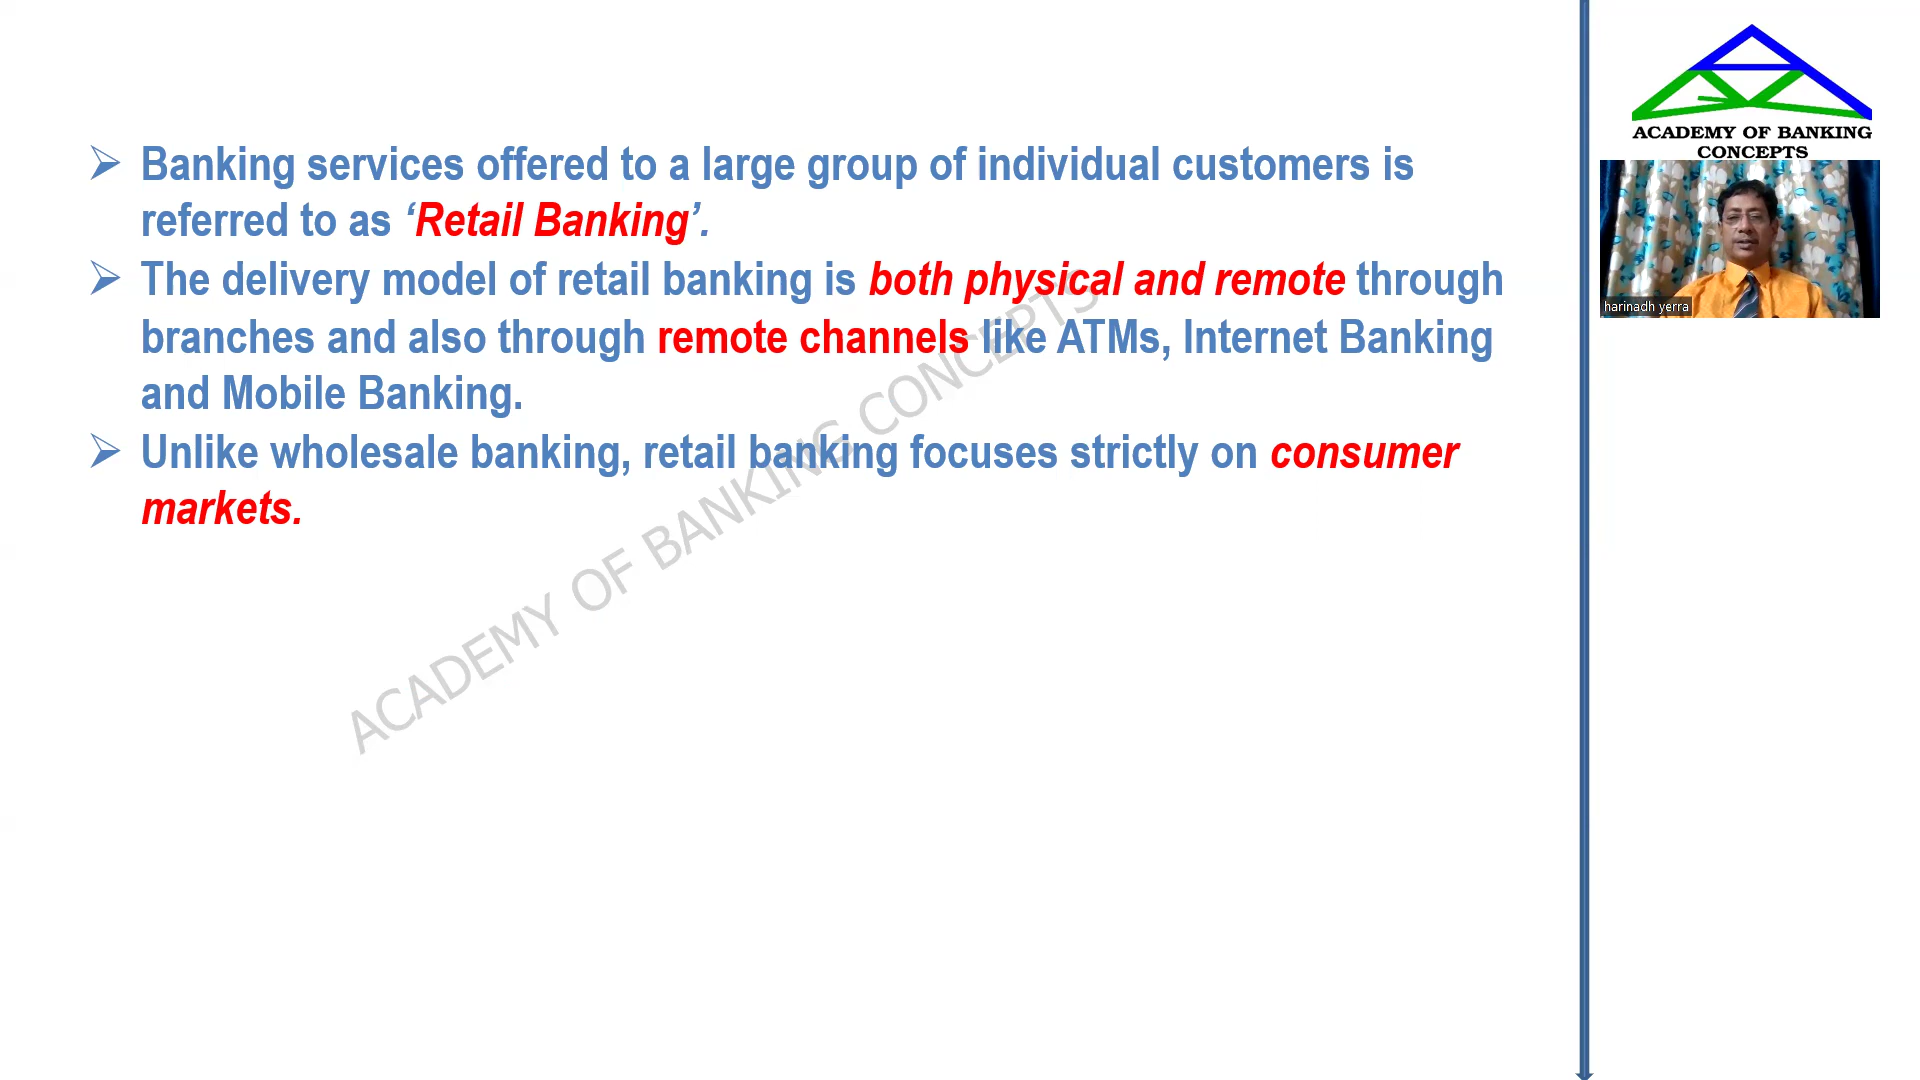 Banking services offered to a large group of individual customers is
referred to as ‘Retail Banking’.
The delivery model of retail banking is both physical and remote through
branches and also through remote channels like ATMs, Internet Banking
and Mobile Banking.
Unlike wholesale banking, retail banking focuses strictly on consumer
markets.
ACADEMY OF BANKING CONCEPTS
ACADEMY OF BANKING
CONCEPTS
harinadh yerra